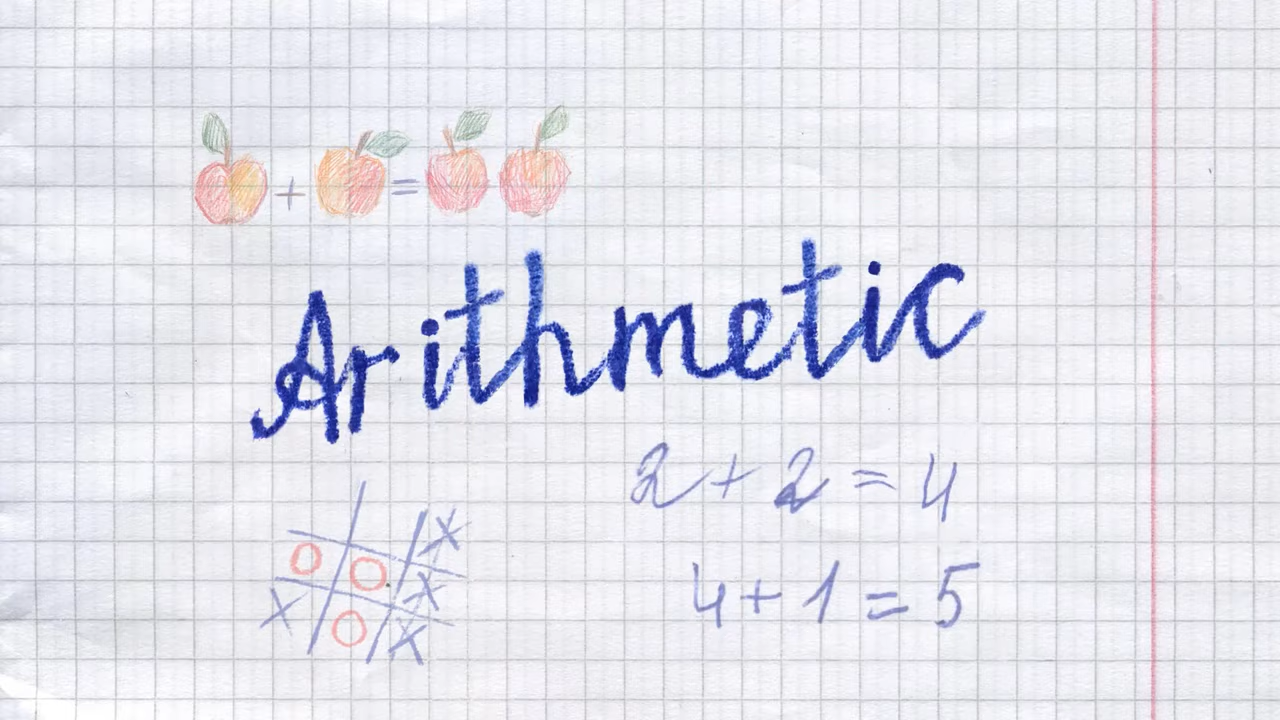 + =
Arithmetic
2 + 2 = 4
4 + 1 = 5
X
O O X
X O X